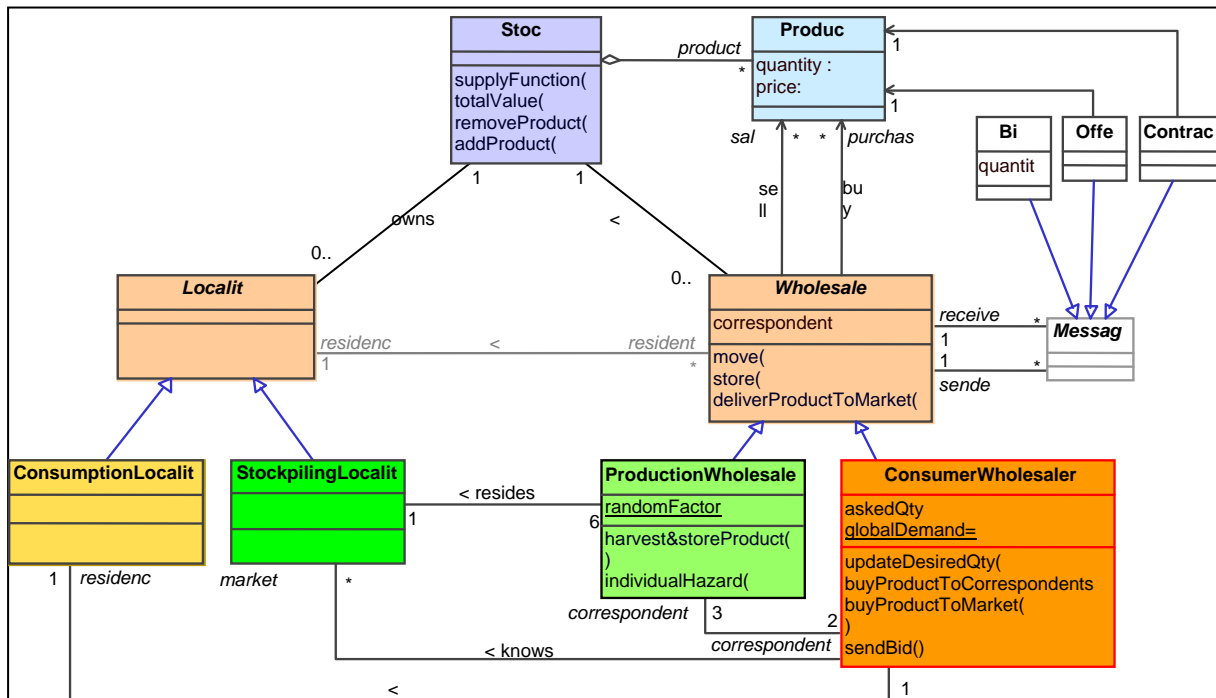 Stoc
supplyFunction(
totalValue(
removeProduct(
addProduct(
product
*
Produc
quantity :
price:
1
1
Bi
quantit
Offe
Contrac
sal
*
*
purchas
se
ll
bu
y
1
1
owns
<
0..
0..
Localit
residenc
1
<
resident
*
Wholesale
correspondent
move(
store(
deliverProductToMarket(
receive
*
1
1
*
sende
Messag
ConsumptionLocalit
StockpilingLocalit
< resides
1
6
ProductionWholesale
randomFactor
harvest&storeProduct(
)
individualHazard(
ConsumerWholesaler
askedQty
globalDemand=
updateDesiredQty(
buyProductToCorrespondents
buyProductToMarket(
)
sendBid()
1
residenc
market
*
correspondent
3
2
correspondent
< knows
<
1